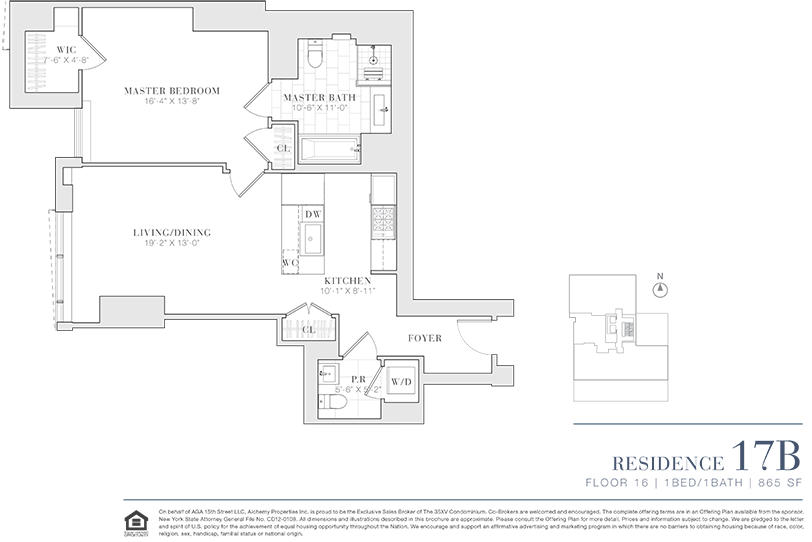 WIC
7'-6" X 4'-8"
MASTER BEDROOM
16'-4" X 13'-8"
MASTER BATH
10'-6" X 11'-0"
CL
LIVING/DINING
19'-2" X 13'-0"
DW
WC
KITCHEN
10'-1" X 8'-11"
CL
FOYER
P.R
5'-6" X 5'-2"
W/D
N
RESIDENCE 17B
FLOOR 16 | 1BED/1BATH | 865 SF
On behalf of AGA 15th Street LLC, Alchemy Properties Inc. is proud to be the Exclusive Sales Broker of The 35XV Condominium. Co-Brokers are welcomed and encouraged. The complete offering terms are in an Offering Plan available from the sponsor.
New York State Attorney General File No. CD12-0108. All dimensions and illustrations described in this brochure are approximate. Please consult the Offering Plan for more detail. Prices and information subject to change. We are pledged to the letter
and spirit of U.S. policy for the achievement of equal housing opportunity throughout the Nation. We encourage and support an affirmative advertising and marketing program in which there are no barriers to obtaining housing because of race, color,
religion, sex, handicap, familial status or national origin.